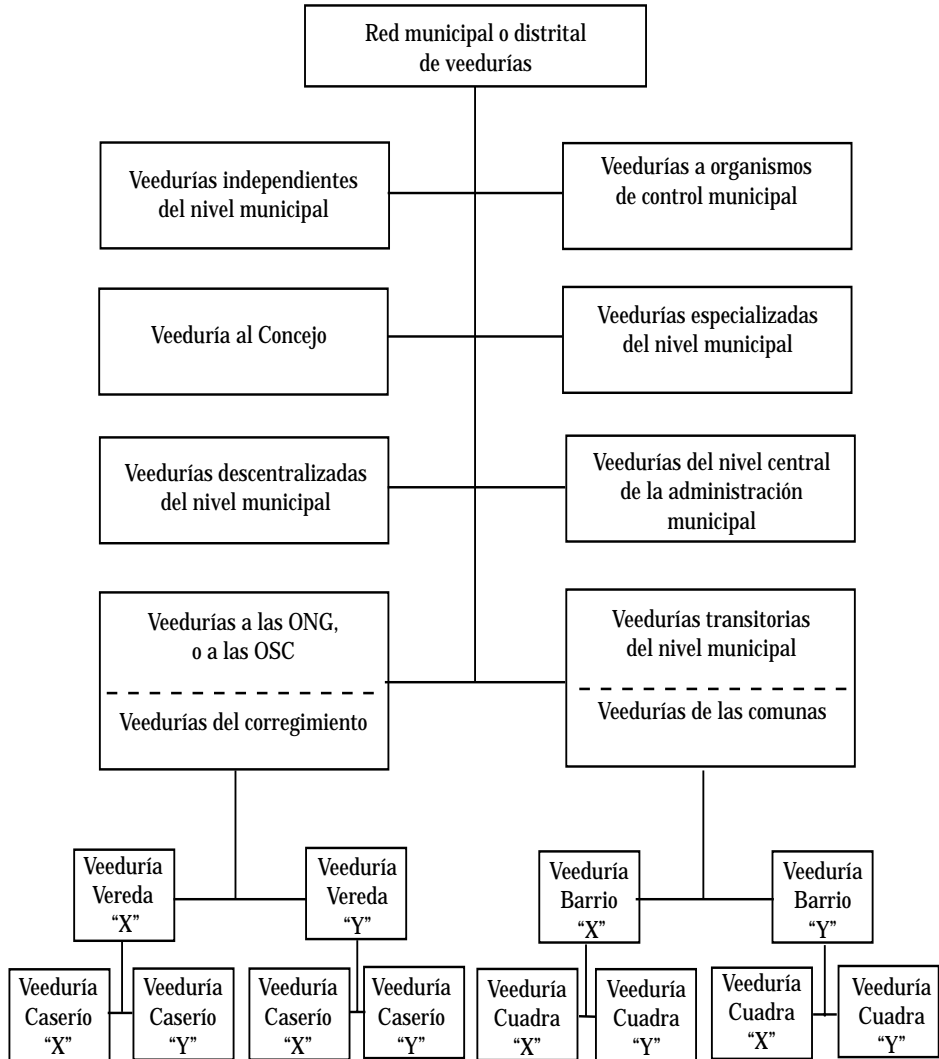 Red municipal o distrital
de veedurías
Veedurías independientes
del nivel municipal
Veedurías a organismos
de control municipal
Veeduría al Concejo
Veedurías especializadas
del nivel municipal
Veedurías descentralizadas
del nivel municipal
Veedurías del nivel central
de la administración
municipal
Veedurías a las ONG,
o a las OSC
Veedurías del corregimiento
Veedurías transitorias
del nivel municipal
Veedurías de las comunas
Veeduría
Vereda
“X”
Veeduría
Vereda
“Y”
Veeduría
Barrio
“X”
Veeduría
Barrio
“Y”
Veeduría
Caserío
“X”
Veeduría
Caserío
“Y”
Veeduría
Caserío
“X”
Veeduría
Caserío
“Y”
Veeduría
Cuadra
“X”
Veeduría
Cuadra
“Y”
Veeduría
Cuadra
“X”
Veeduría
Cuadra
“Y”